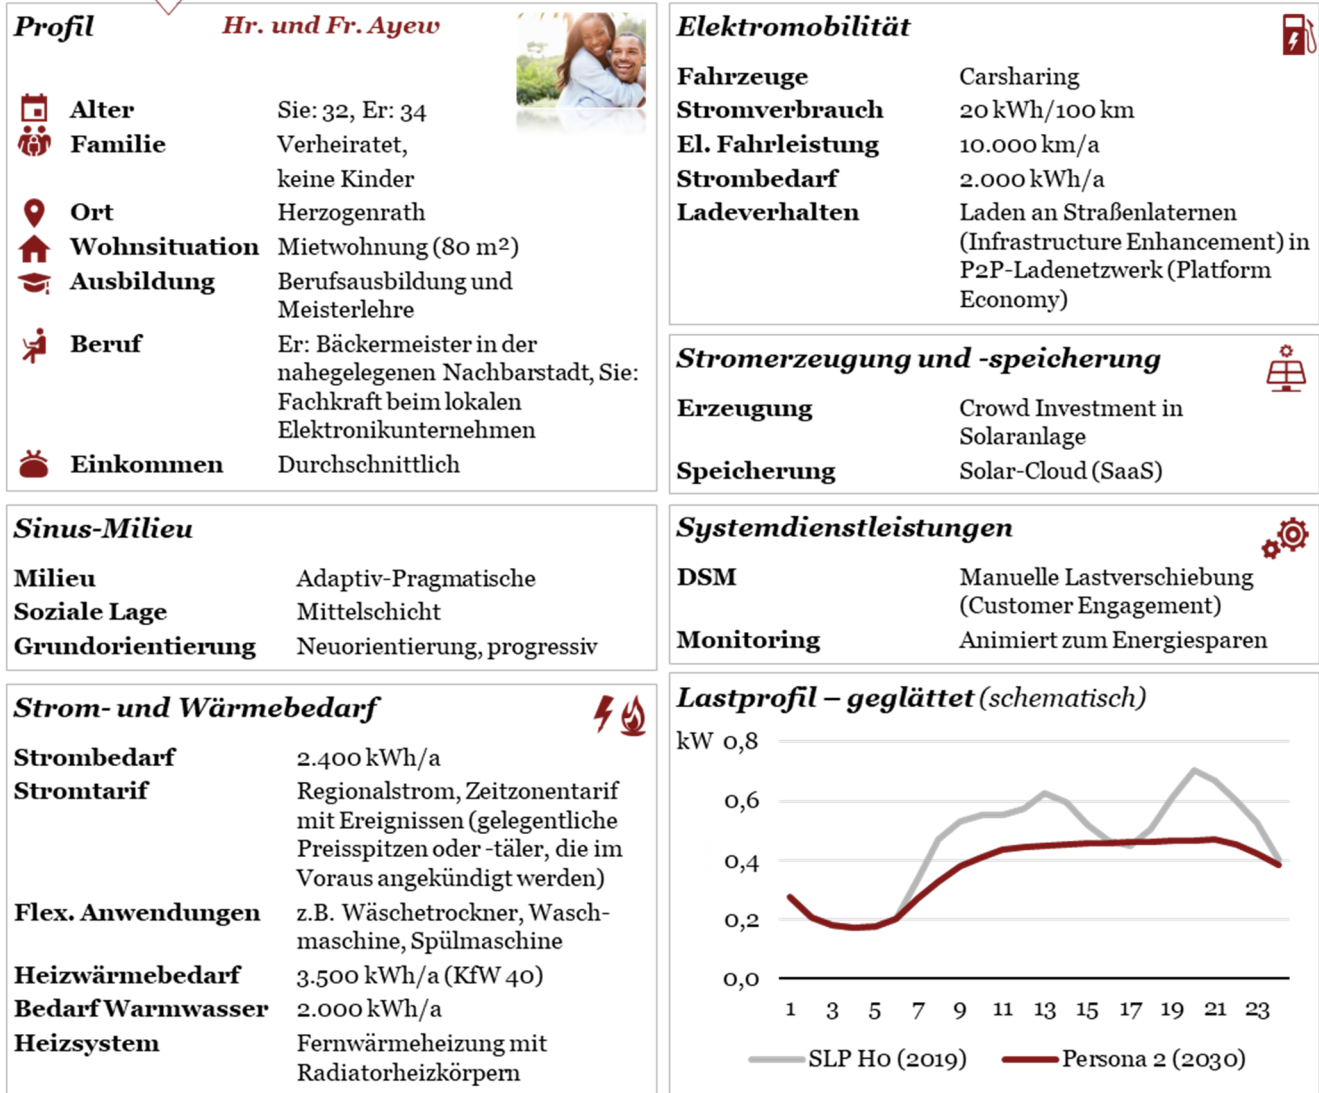 Profil
Hr. und Fr. Ayew
Alter Sie: 32, Er: 34
Familie Verheiratet,
keine Kinder
Ort Herzogenrath
Wohnsituation Mietwohnung (80 m²)
Ausbildung Berufsausbildung und
Meisterlehre
Beruf Er: Bäckermeister in der
nahegelegenen Nachbarstadt, Sie:
Fachkraft beim lokalen
Elektronikunternehmen
Einkommen Durchschnittlich
Sinus-Milieu
Milieu Adaptiv-Pragmatische
Soziale Lage Mittelschicht
Grundorientierung Neuorientierung, progressiv
Strom- und Wärmebedarf
Strombedarf 2.400 kWh/a
Stromtarif Regionalstrom, Zeitzonentarif
mit Ereignissen (gelegentliche
Preisspitzen oder -täler, die im
Voraus angekündigt werden)
Flex. Anwendungen z.B. Wäschetrockner, Wasch-
maschine, Spülmaschine
Heizwärmebedarf 3.500 kWh/a (KfW 40)
Bedarf Warmwasser 2.000 kWh/a
Heizsystem Fernwärmeheizung mit
Radiatorheizkörpern
Elektromobilität
Fahrzeuge Carsharing
Stromverbrauch 20 kWh/100 km
El. Fahrleistung 10.000 km/a
Strombedarf 2.000 kWh/a
Ladeverhalten Laden an Straßenlaternen
(Infrastructure Enhancement) in
P2P-Ladenetzwerk (Platform
Economy)
Stromerzeugung und -speicherung
Erzeugung Crowd Investment in
Solaranlage
Speicherung Solar-Cloud (SaaS)
Systemdienstleistungen
DSM Manuelle Lastverschiebung
(Customer Engagement)
Monitoring Animiert zum Energiesparen
Lastprofil – geglättet (schematisch)
kW 0,8
0,6
0,4
0,2
0,0
1 3 5 7 9 11 13 15 17 19 21 23
SLP H0 (2019) Persona 2 (2030)